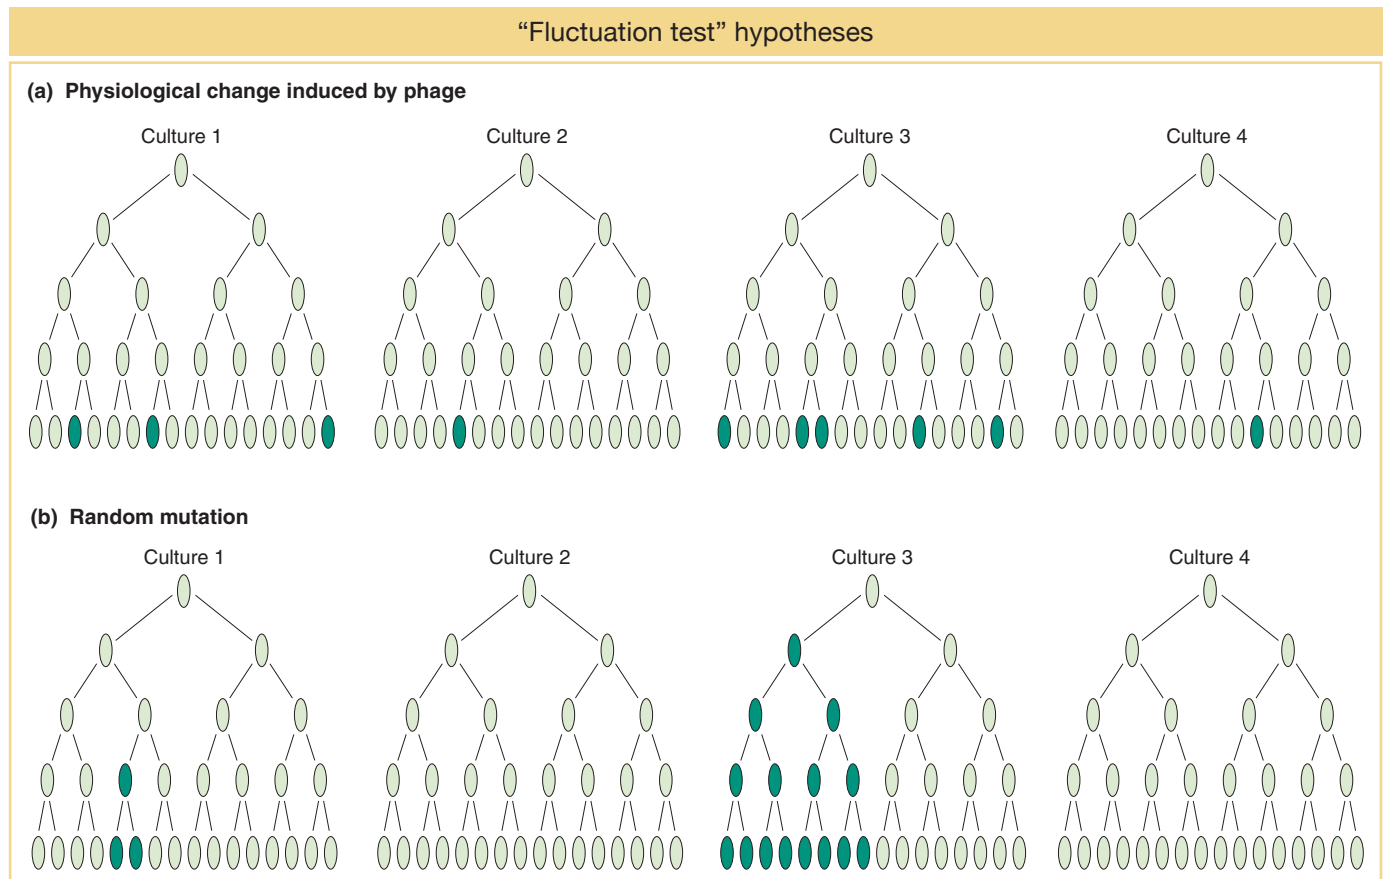 “Fluctuation test” hypotheses
(a) Physiological change induced by phage
Culture 1
Culture 2
Culture 3
Culture 4
(b) Random mutation
Culture 1
Culture 2
Culture 3
Culture 4